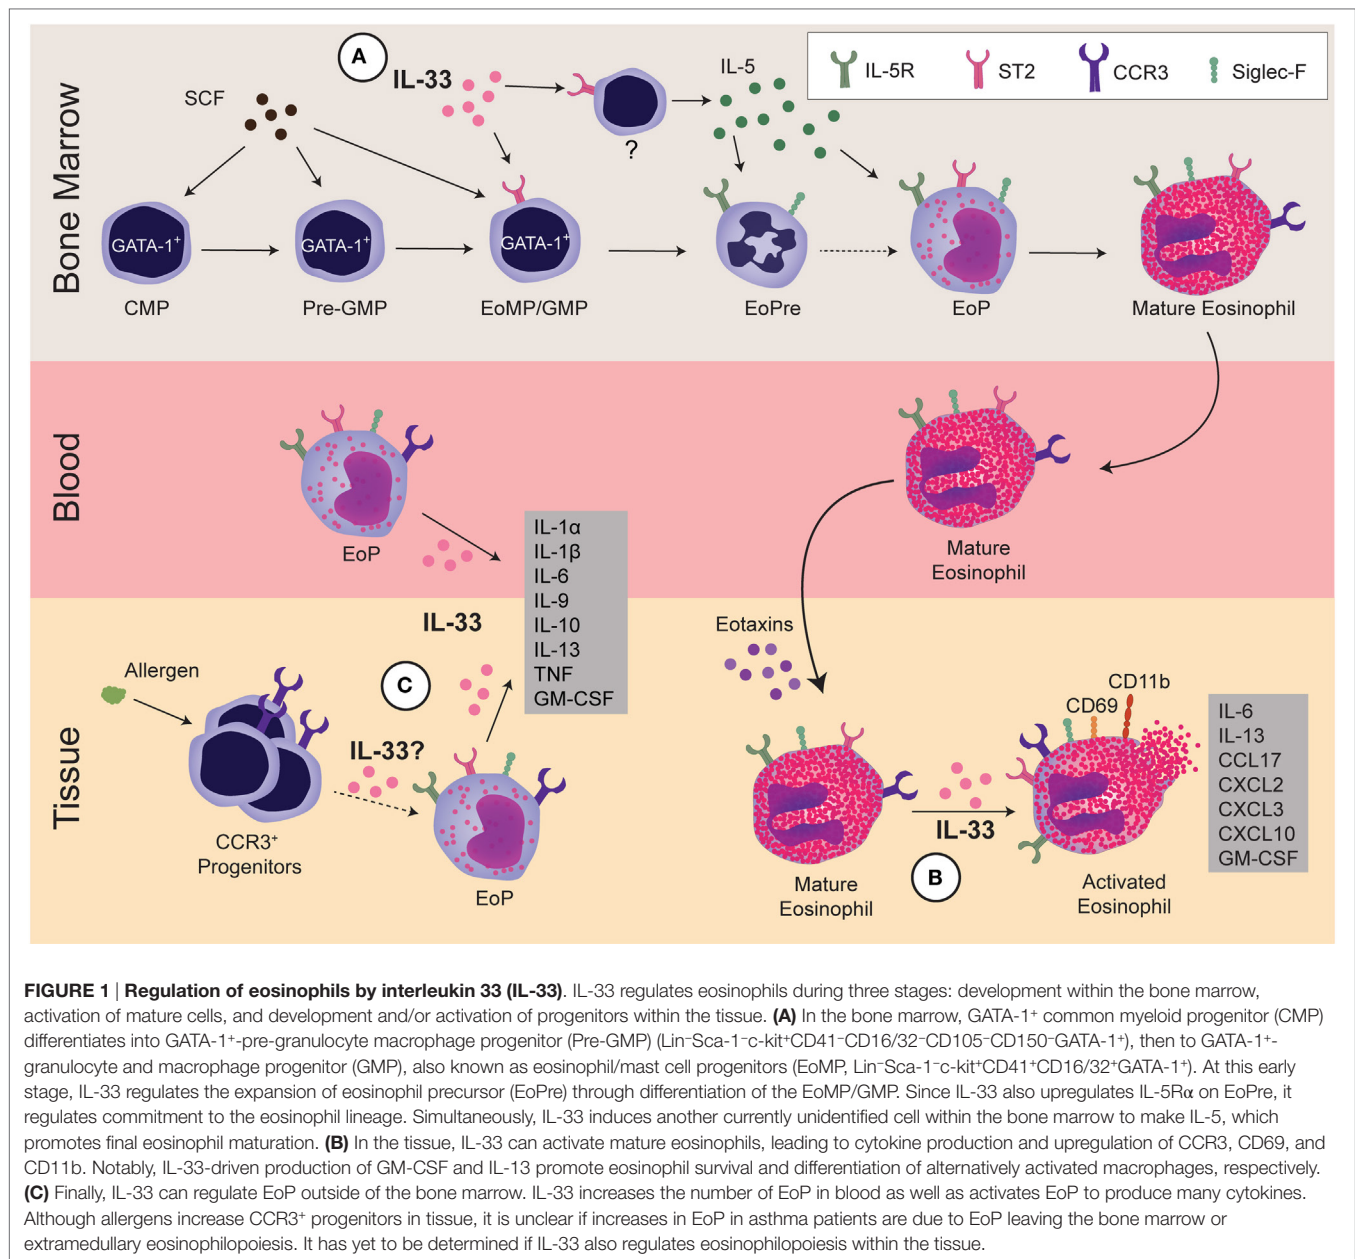 Bone Marrow
A
IL-33
SCF
IL-5
IL-5R
ST2
CCR3
Siglec-F
?
GATA-1⁺
GATA-1⁺
GATA-1⁺
CMP
Pre-GMP
EoMP/GMP
EoPre
EoP
Mature Eosinophil
Blood
EoP
Mature
Eosinophil
IL-33
IL-1α
IL-1β
IL-6
IL-9
IL-10
IL-13
TNF
GM-CSF
Tissue
Allergen
C
IL-33?
CCR3⁺
Progenitors
EoP
Eotaxins
Mature
Eosinophil
IL-33
B
CD69
CD11b
Activated
Eosinophil
IL-6
IL-13
CCL17
CXCL2
CXCL3
CXCL10
GM-CSF
FIGURE 1 | Regulation of eosinophils by interleukin 33 (IL-33). IL-33 regulates eosinophils during three stages: development within the bone marrow,
activation of mature cells, and development and/or activation of progenitors within the tissue. (A) In the bone marrow, GATA-1⁺ common myeloid progenitor (CMP)
differentiates into GATA-1⁺-pre-granulocyte macrophage progenitor (Pre-GMP) (Lin⁻Sca-1⁻c-kit⁺CD41⁻CD16/32⁻CD105⁻CD150⁻GATA-1⁺), then to GATA-1⁺-
granulocyte and macrophage progenitor (GMP), also known as eosinophil/mast cell progenitors (EoMP, Lin⁻Sca-1⁻c-kit⁺CD41⁺CD16/32⁺GATA-1⁺). At this early
stage, IL-33 regulates the expansion of eosinophil precursor (EoPre) through differentiation of the EoMP/GMP. Since IL-33 also upregulates IL-5Rα on EoPre, it
regulates commitment to the eosinophil lineage. Simultaneously, IL-33 induces another currently unidentified cell within the bone marrow to make IL-5, which
promotes final eosinophil maturation. (B) In the tissue, IL-33 can activate mature eosinophils, leading to cytokine production and upregulation of CCR3, CD69, and
CD11b. Notably, IL-33-driven production of GM-CSF and IL-13 promote eosinophil survival and differentiation of alternatively activated macrophages, respectively.
(C) Finally, IL-33 can regulate EoP outside of the bone marrow. IL-33 increases the number of EoP in blood as well as activates EoP to produce many cytokines.
Although allergens increase CCR3⁺ progenitors in tissue, it is unclear if increases in EoP in asthma patients are due to EoP leaving the bone marrow or
extramedullary eosinophilopoiesis. It has yet to be determined if IL-33 also regulates eosinophilopoiesis within the tissue.